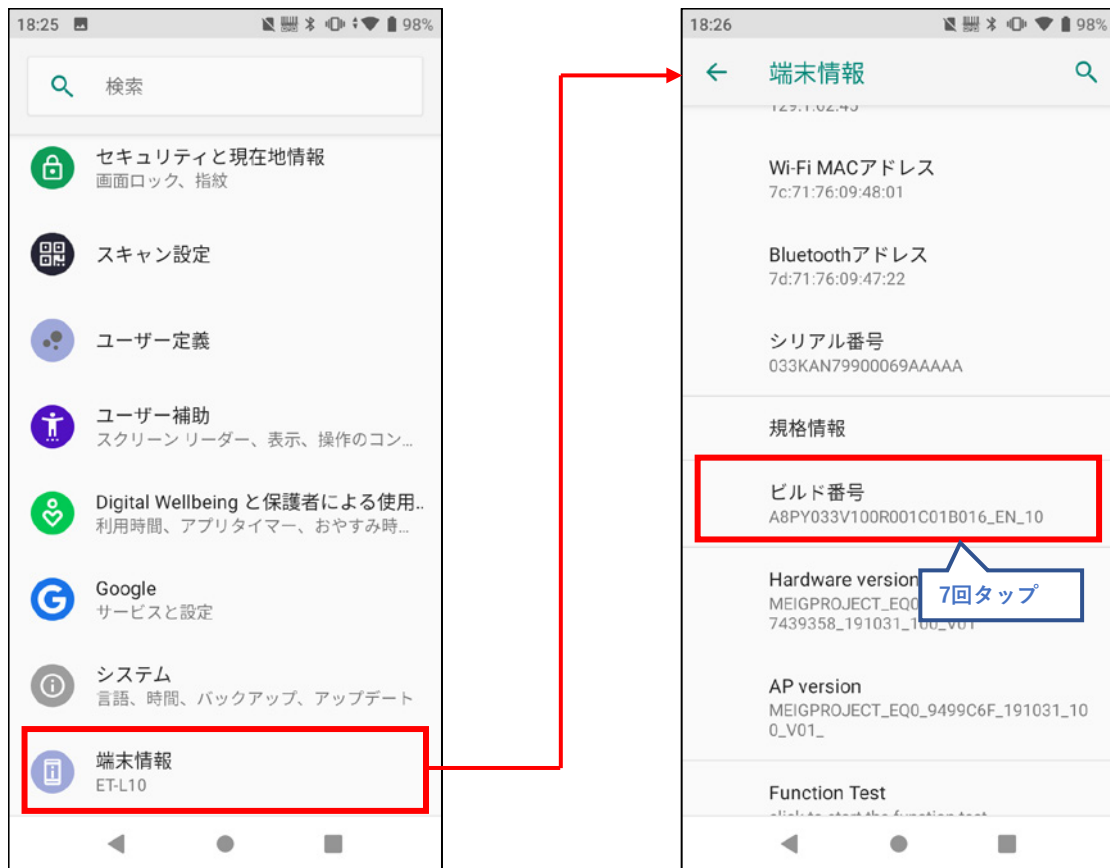 18:25
98%
検索
セキュリティと現在地情報
画面ロック、指紋
スキャン設定
ユーザー定義
ユーザー補助
スクリーン リーダー、表示、操作のコン...
Digital Wellbeing と保護者による使用..
利用時間、アプリタイマー、おやすみ時...
Google
サービスと設定
システム
言語、時間、バックアップ、アップデート
端末情報
ET-L10
18:26
98%
端末情報
129.1.02.45
Wi-Fi MACアドレス
7c:71:76:09:48:01
Bluetoothアドレス
7d:71:76:09:47:22
シリアル番号
033KAN79900069AAAAA
規格情報
ビルド番号
A8PY033V100R001C01B016_EN_10
7回タップ
Hardware version
MEIGPROJECT_EQ0
7439358_191031_100_V01
AP version
MEIGPROJECT_EQ0_9499C6F_191031_10
0_V01_
Function Test
click to start the function test